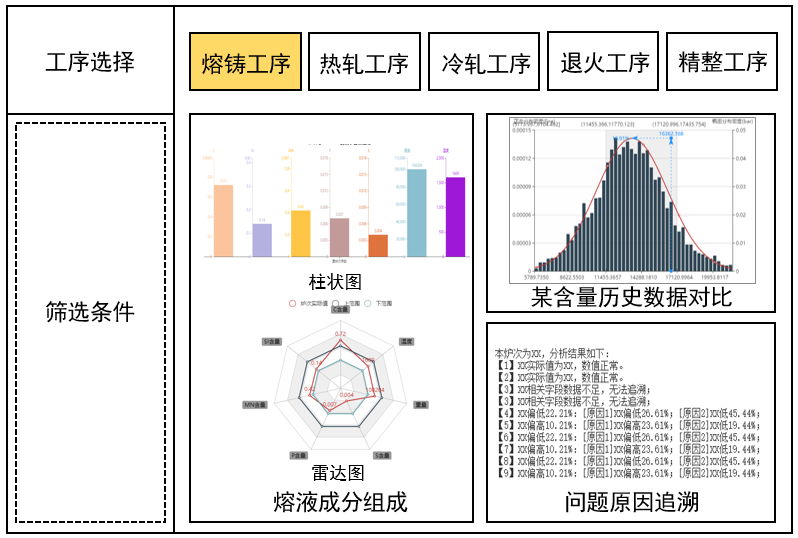 工序选择
熔铸工序
热轧工序
冷轧工序
退火工序
精整工序
筛选条件
柱状图
炉次实际值 上范围 下范围
C含量
0.72
SI含量
温度
0.14
MN含量
重量
0.42
109264
0.004
0.007
P含量
S含量
雷达图
熔液成分组成
(11455.366,11770.123)
(17120.996,17435.754)
0.00015
0.05
16362.366
0.00012
0.04
0.00009
0.03
0.00006
0.02
0.00003
0.01
0
0
5789.7350 8622.5503 11455.3657 14288.1810 17120.9964 19953.8117
某含量历史数据对比
本炉次为XX，分析结果如下：
【1】XX实际值为XX，数值正常。
【2】XX实际值为XX，数值正常。
【3】XX相关字段数据不足，无法追溯；
【3】XX相关字段数据不足，无法追溯；
【4】XX偏低22.21%：[原因1]XX偏低26.61%；[原因2]XX低45.44%；
【5】XX偏高10.21%：[原因1]XX偏高23.61%；[原因2]XX低19.44%；
【6】XX偏低22.21%：[原因1]XX偏低26.61%；[原因2]XX低45.44%；
【7】XX偏高10.21%：[原因1]XX偏高23.61%；[原因2]XX低19.44%；
【8】XX偏低22.21%：[原因1]XX偏低26.61%；[原因2]XX低45.44%；
【9】XX偏高10.21%：[原因1]XX偏高23.61%；[原因2]XX低19.44%；
问题原因追溯